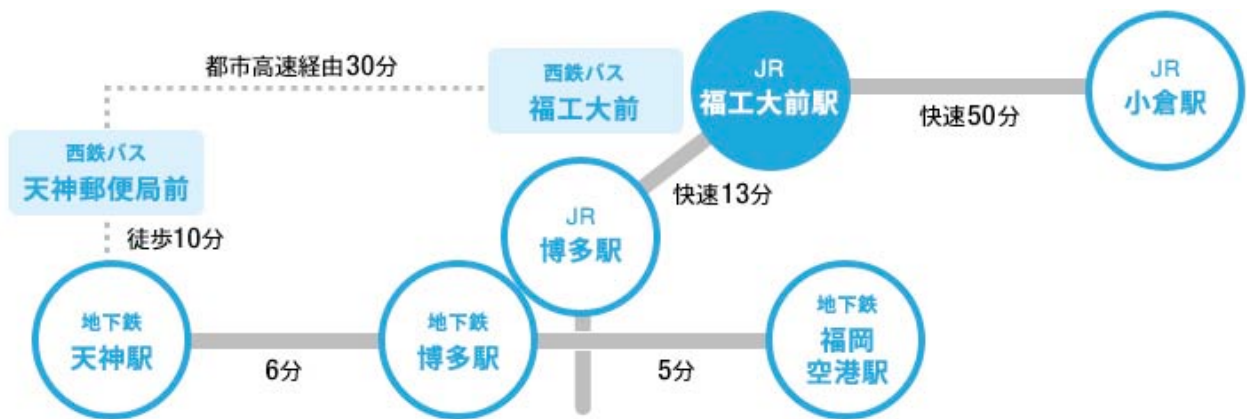 都市高速経由30分
西鉄バス
福工大前
JR
福工大前駅
快速50分
JR
小倉駅
西鉄バス
天神郵便局前
徒歩10分
快速13分
JR
博多駅
地下鉄
天神駅
6分
地下鉄
博多駅
5分
地下鉄
福岡
空港駅